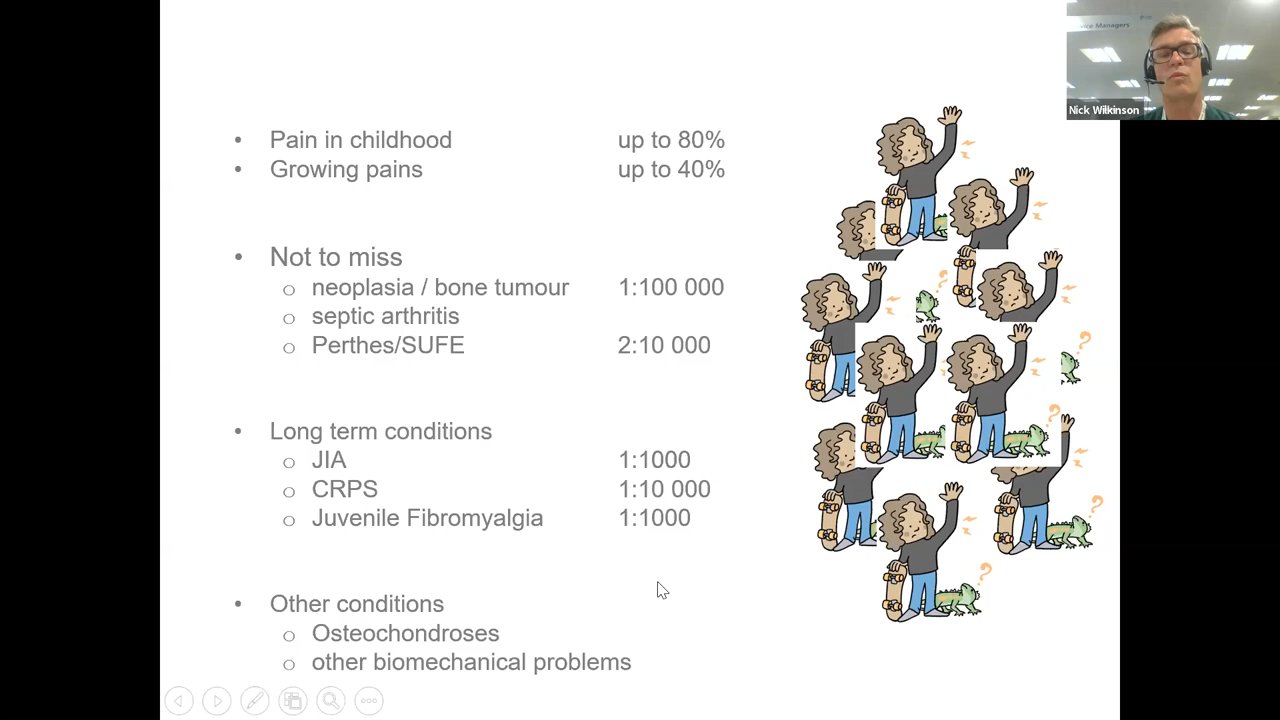 ice Managers
Nick Wilkinson
• Pain in childhood up to 80%
• Growing pains up to 40%
• Not to miss
o neoplasia / bone tumour 1:100 000
o septic arthritis
o Perthes/SUFE 2:10 000
• Long term conditions
o JIA 1:1000
o CRPS 1:10 000
o Juvenile Fibromyalgia 1:1000
• Other conditions
o Osteochondroses
o other biomechanical problems
? 
?
?
?
?